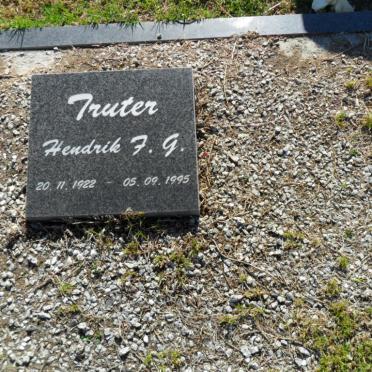 Truter
Hendrik F. G.
20. 11. 1922 - 05. 09. 1995